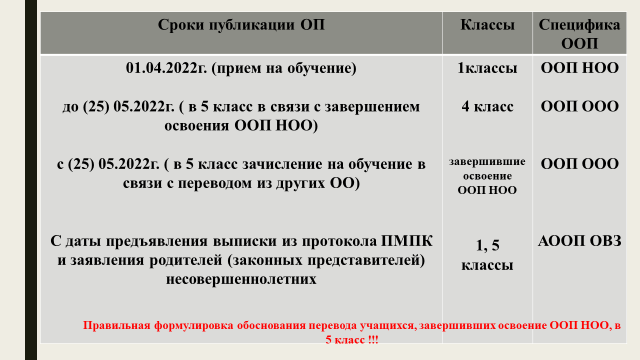 Сроки публикации ОП
Классы
Специфика
ООП
01.04.2022г. (прием на обучение)
1классы
ООП НОО
до (25) 05.2022г. ( в 5 класс в связи с завершением
освоения ООП НОО)
4 класс
ООП ООО
с (25) 05.2022г. ( в 5 класс зачисление на обучение в
связи с переводом из других ОО)
завершившие
освоение
ООП НОО
ООП ООО
С даты предъявления выписки из протокола ПМПК
и заявления родителей (законных представителей)
несовершеннолетних
1, 5
классы
АООП ОВЗ
Правильная формулировка обоснования перевода учащихся, завершивших освоение ООП НОО, в
5 класс !!!